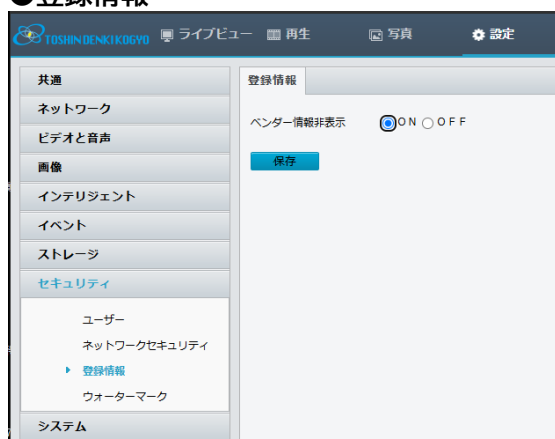 ●登録情報
TOSHINDENKIKOGYO ライブビュー 再生 写真 設定
共通
ネットワーク
ビデオと音声
画像
インテリジェント
イベント
ストレージ
セキュリティ
ユーザー
ネットワークセキュリティ
登録情報
ウォーターマーク
システム
登録情報
ベンダー情報非表示 ON OFF
保存